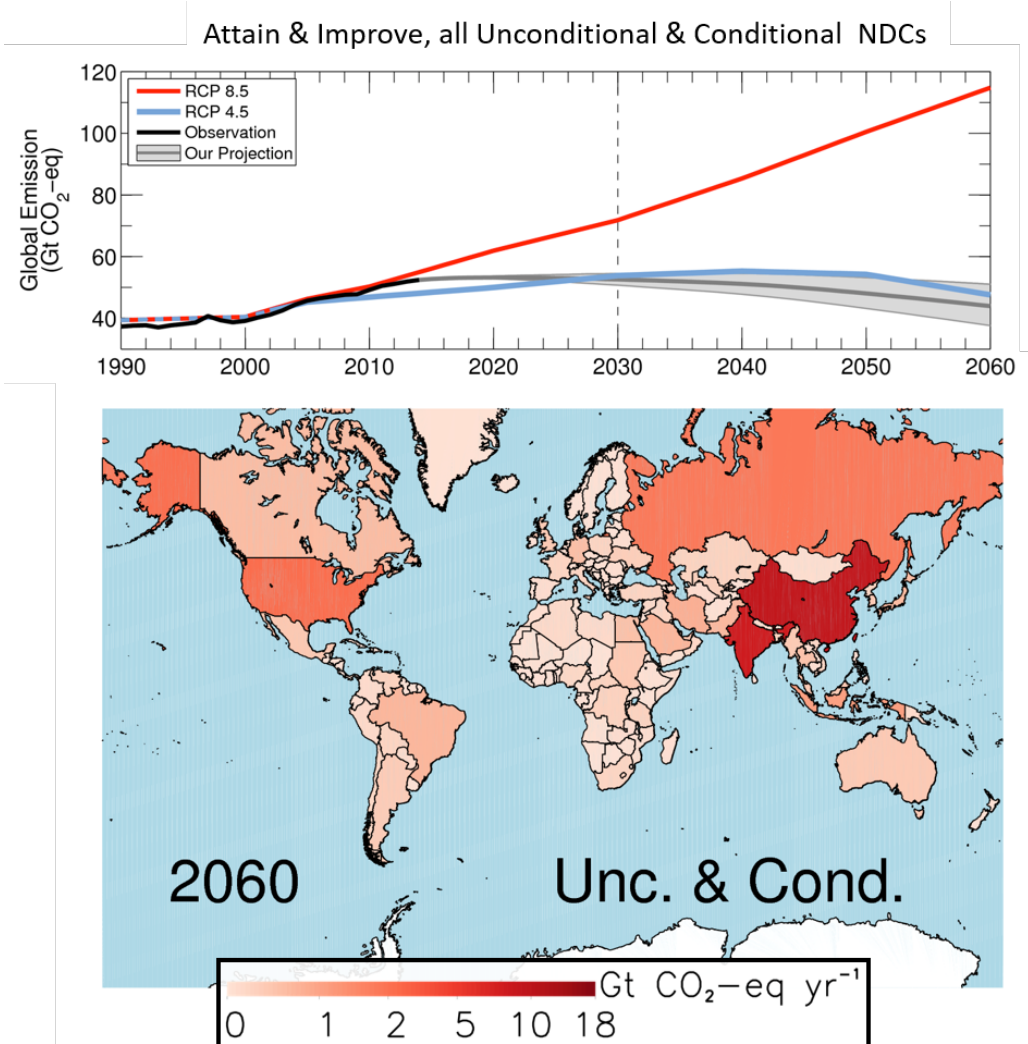 Attain & Improve, all Unconditional & Conditional NDCs
Global Emission
(Gt CO₂-eq)
120
100
80
60
40
RCP 8.5
RCP 4.5
Observation
Our Projection
1990 2000 2010 2020 2030 2040 2050 2060
2060 Unc. & Cond.
Gt CO₂-eq yr⁻¹
0 1 2 5 10 18